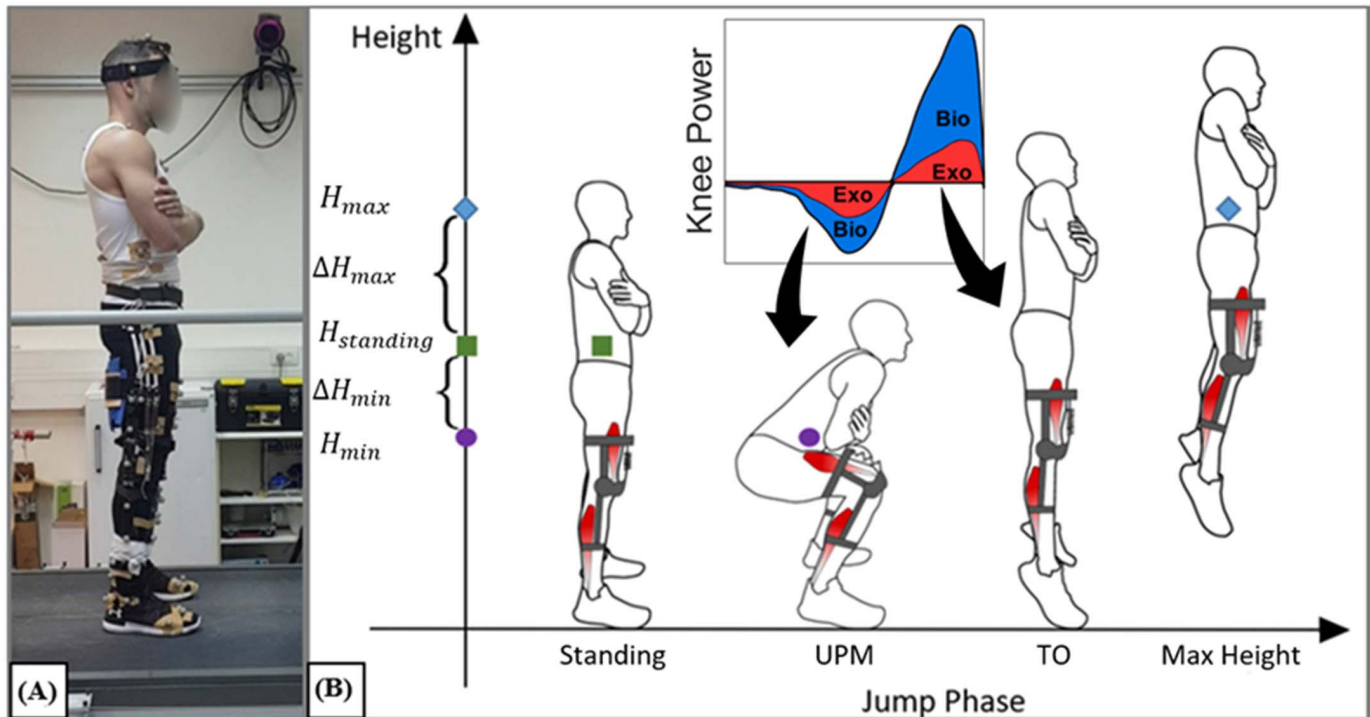 Height
H_max
ΔH_max
H_standing
ΔH_min
H_min
Knee Power
Bio
Exo
Exo
Bio
Standing
UPM
TO
Max Height
Jump Phase
(A)
(B)